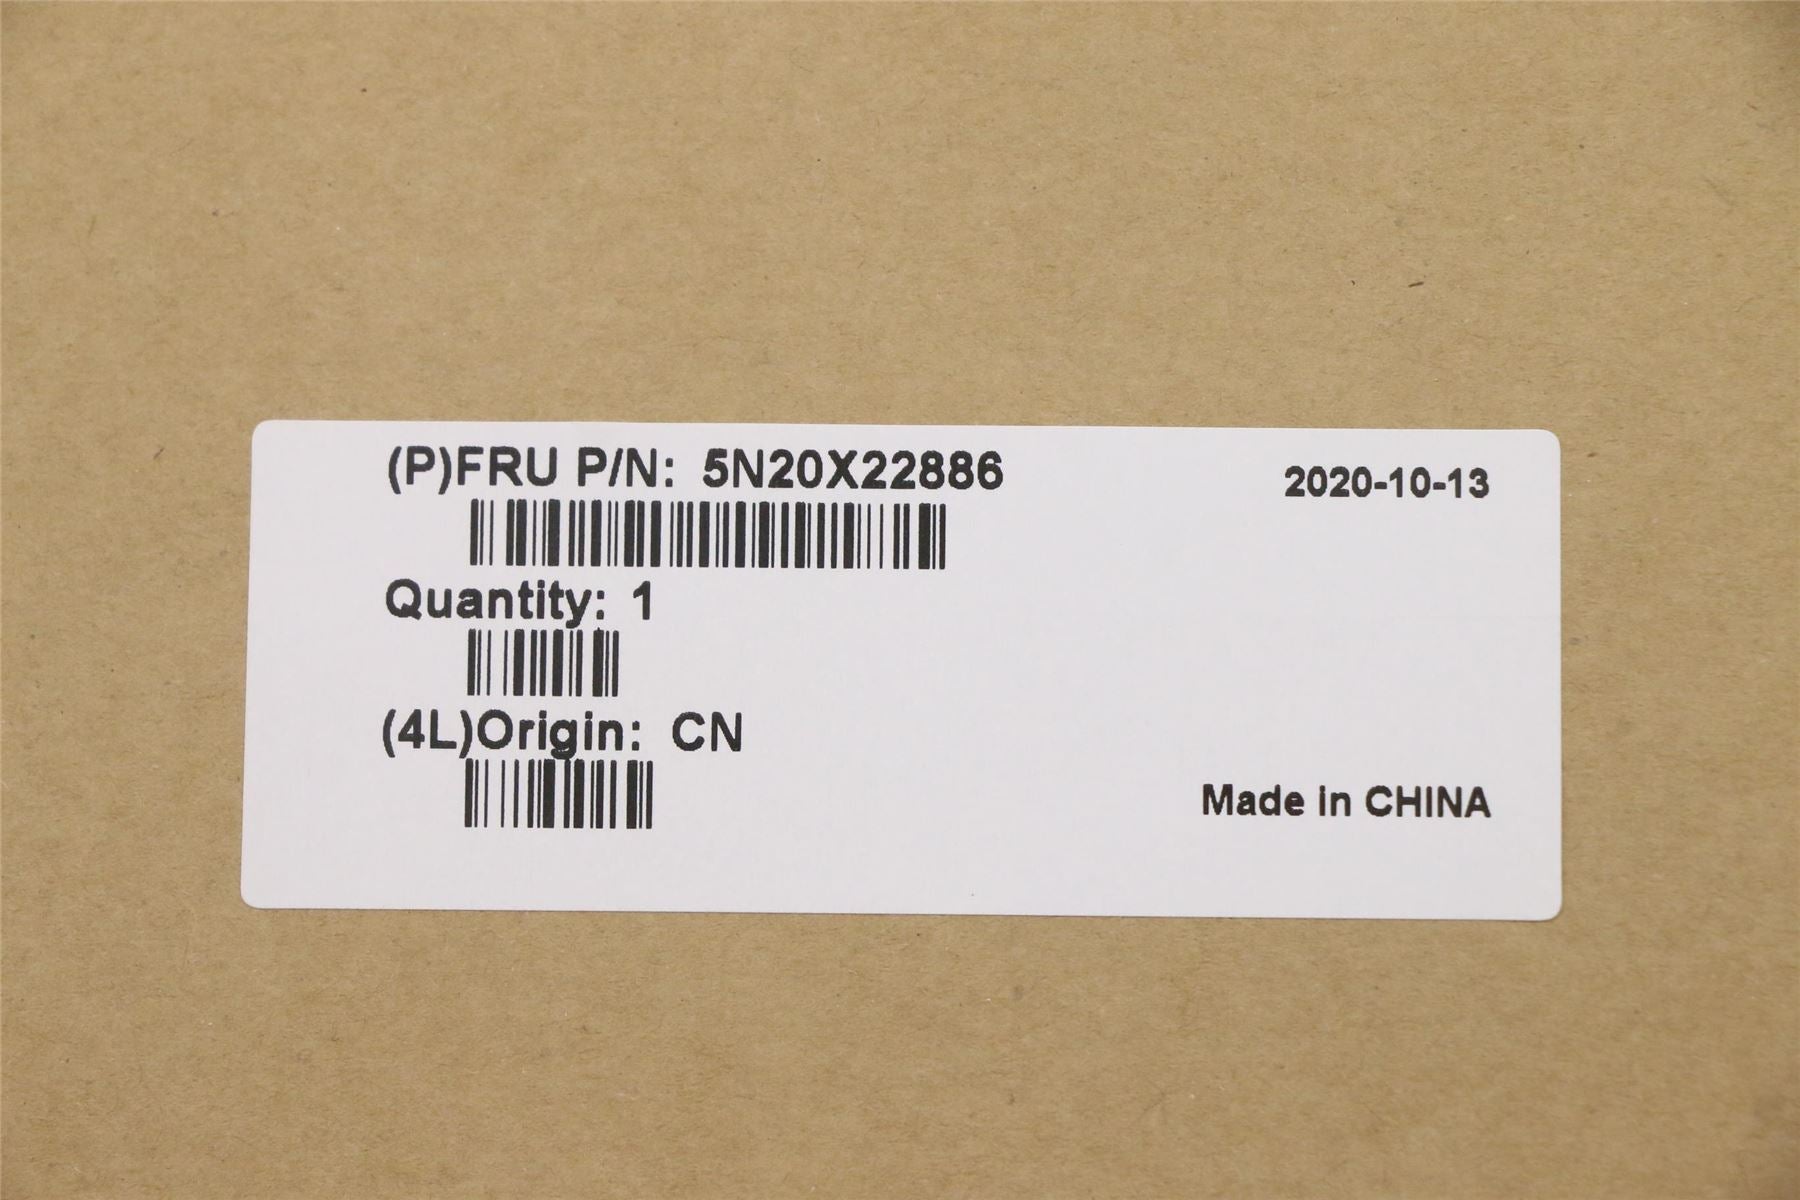 (P)FRU P/N: 5N20X22886
2020-10-13
Quantity: 1
(4L)Origin: CN
Made in CHINA